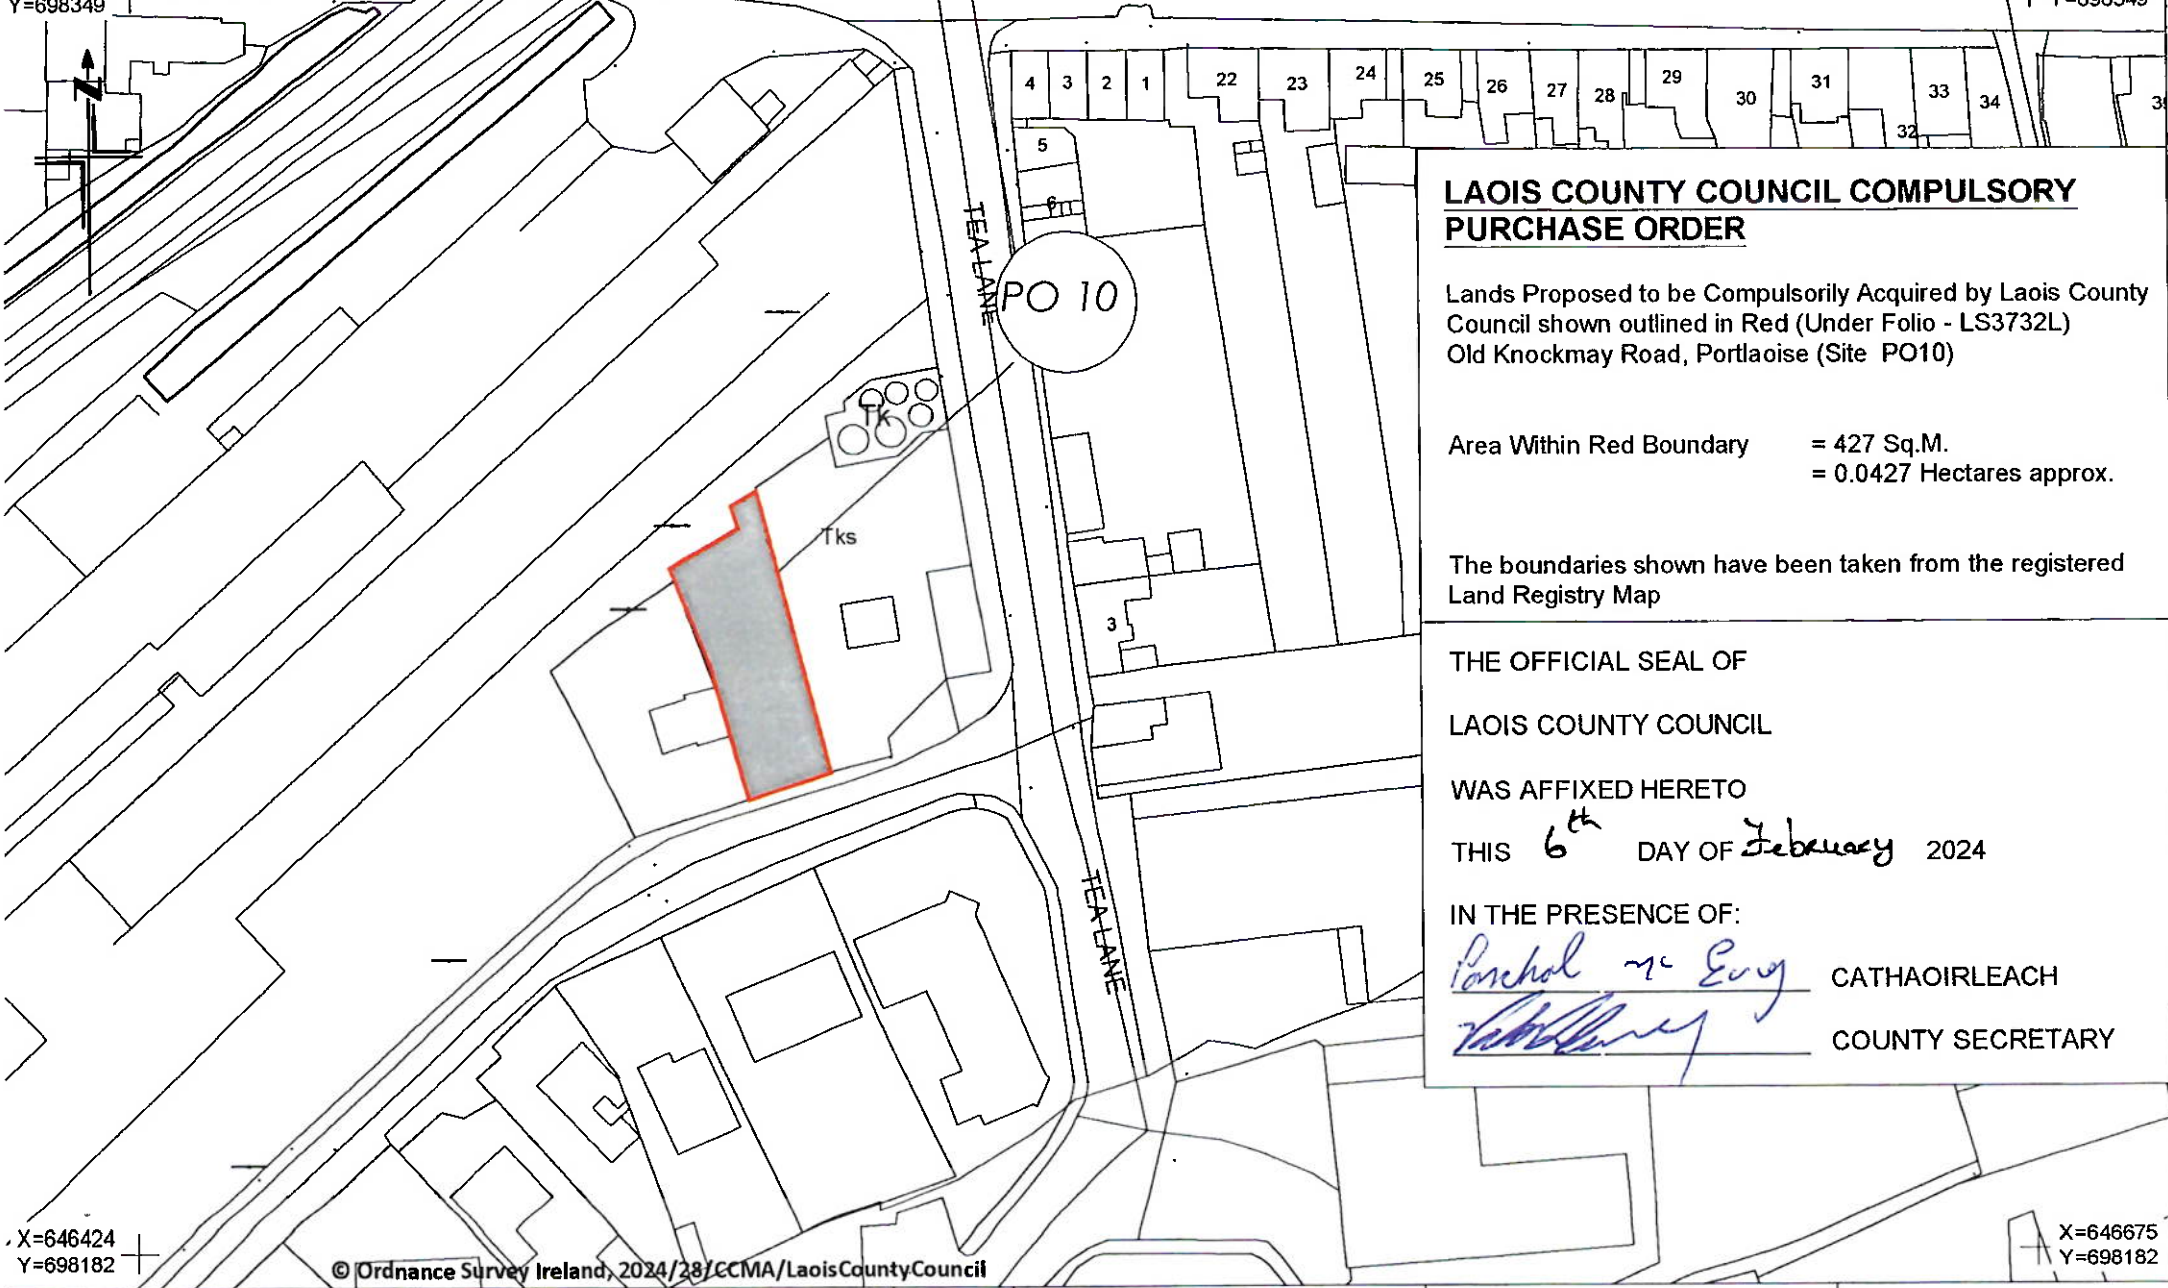 Y=698349
N
4 3 2 1 22 23 24 25 26 27 28 29 30 31 32 33 34
5
6
TEA LANE
PO 10
Tk
Tks
3
TEA LANE
LAOIS COUNTY COUNCIL COMPULSORY
PURCHASE ORDER
Lands Proposed to be Compulsorily Acquired by Laois County
Council shown outlined in Red (Under Folio - LS3732L)
Old Knockmay Road, Portlaoise (Site PO10)
Area Within Red Boundary = 427 Sq.M.
= 0.0427 Hectares approx.
The boundaries shown have been taken from the registered
Land Registry Map
THE OFFICIAL SEAL OF
LAOIS COUNTY COUNCIL
WAS AFFIXED HERETO
THIS 6th DAY OF February 2024
IN THE PRESENCE OF:
CATHAOIRLEACH
COUNTY SECRETARY
X=646424
Y=698182
© Ordnance Survey Ireland, 2024/28/CCMA/LaoisCountyCouncil
X=646675
Y=698182